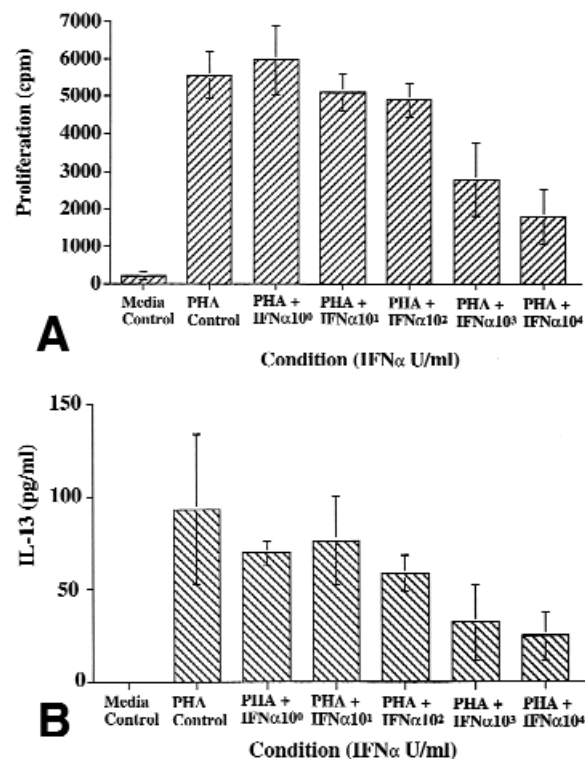 7000
6000
5000
4000
3000
2000
1000
0
Proliferation (cpm)
Media PHA PHA + PHA + PHA + PHA + PHA +
Control Control IFNα10⁰ IFNα10¹ IFNα10² IFNα10³ IFNα10⁴
A
Condition (IFNα U/ml)
150
100
50
0
IL-13 (pg/ml)
Media PHA PHA + PHA + PHA + PHA + PHA +
Control Control IFNα10⁰ IFNα10¹ IFNα10² IFNα10³ IFNα10⁴
B
Condition (IFNα U/ml)